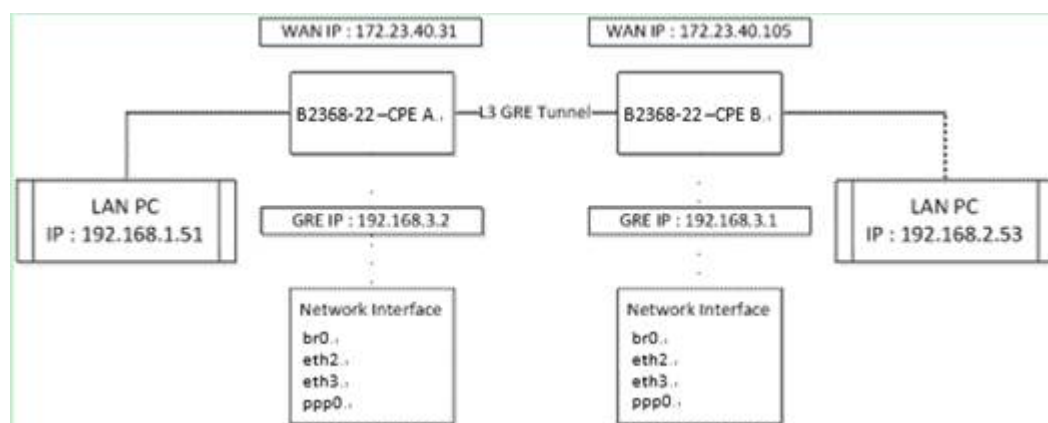 WAN IP : 172.23.40.31
WAN IP : 172.23.40.105
B2368-22 –CPE A..
L3 GRE Tunnel
B2368-22 –CPE B..
LAN PC
IP : 192.168.1.51
GRE IP : 192.168.3.2
GRE IP : 192.168.3.1
LAN PC
IP : 192.168.2.53
Network Interface
br0..
eth2..
eth3..
ppp0..
Network Interface
br0..
eth2..
eth3..
ppp0..